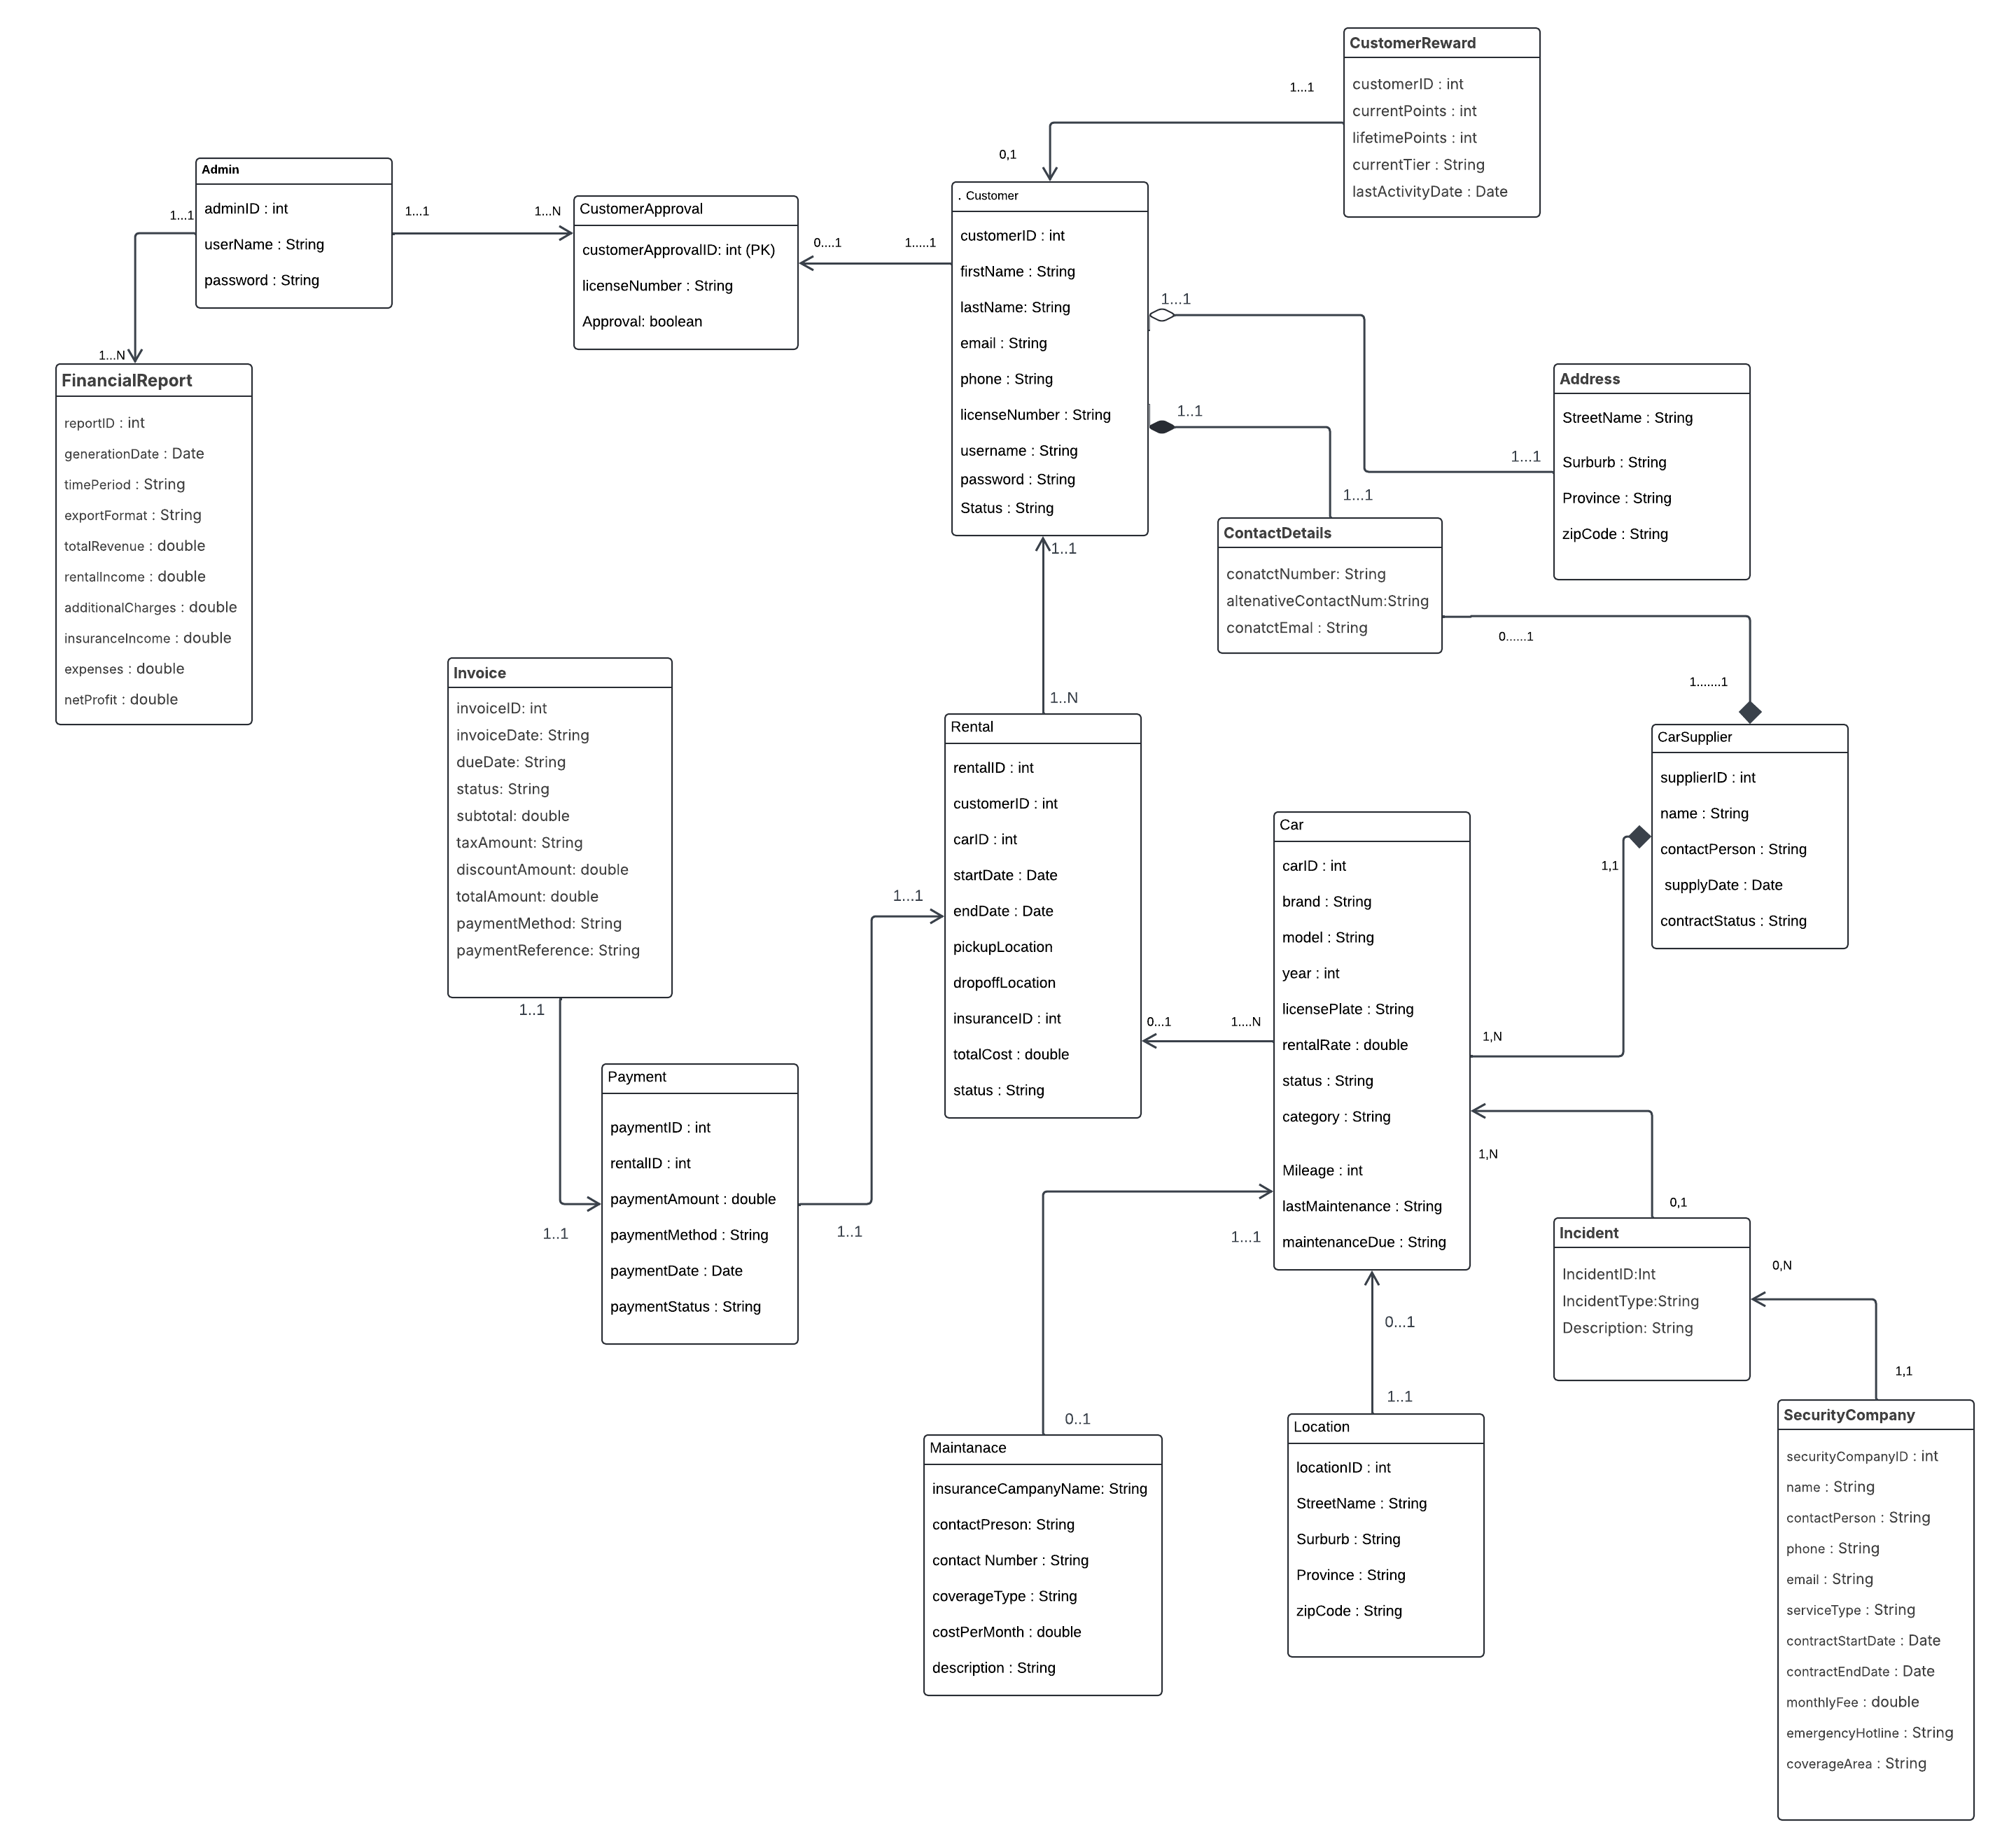 CustomerReward
customerID : int
currentPoints : int
lifetimePoints : int
currentTier : String
lastActivityDate : Date
1...1
0,1
Admin
adminID : int
userName : String
password : String
1...1
1...1
1...N
1...N
CustomerApproval
customerApprovalID: int (PK)
licenseNumber : String
Approval: boolean
0....1
1.....1
. Customer
customerID : int
firstName : String
lastName: String
email : String
phone : String
licenseNumber : String
username : String
password : String
Status : String
1...1
1...1
1..1
1...1
Address
StreetName : String
Surburb : String
Province : String
zipCode : String
FinancialReport
reportID : int
generationDate : Date
timePeriod : String
exportFormat : String
totalRevenue : double
rentalIncome : double
additionalCharges : double
insuranceIncome : double
expenses : double
netProfit : double
ContactDetails
conatctNumber: String
altenativeContactNum:String
conatctEmal : String
0......1
1.......1
1..1
1..N
Invoice
invoiceID: int
invoiceDate: String
dueDate: String
status: String
subtotal: double
taxAmount: String
discountAmount: double
totalAmount: double
paymentMethod: String
paymentReference: String
1..1
1..1
Rental
rentalID : int
customerID : int
carID : int
startDate : Date
endDate : Date
pickupLocation
dropoffLocation
insuranceID : int
totalCost : double
status : String
1...1
1..1
0...1
1....N
CarSupplier
supplierID : int
name : String
contactPerson : String
supplyDate : Date
contractStatus : String
1,1
1,N
Car
carID : int
brand : String
model : String
year : int
licensePlate : String
rentalRate : double
status : String
category : String
Mileage : int
lastMaintenance : String
maintenanceDue : String
1,N
0,1
1...1
0..1
0...1
1..1
Payment
paymentID : int
rentalID : int
paymentAmount : double
paymentMethod : String
paymentDate : Date
paymentStatus : String
Incident
IncidentID:Int
IncidentType:String
Description: String
0,N
1,1
Maintanace
insuranceCampanyName: String
contactPreson: String
contact Number : String
coverageType : String
costPerMonth : double
description : String
Location
locationID : int
StreetName : String
Surburb : String
Province : String
zipCode : String
SecurityCompany
securityCompanyID : int
name : String
contactPerson : String
phone : String
email : String
serviceType : String
contractStartDate : Date
contractEndDate : Date
monthlyFee : double
emergencyHotline : String
coverageArea : String